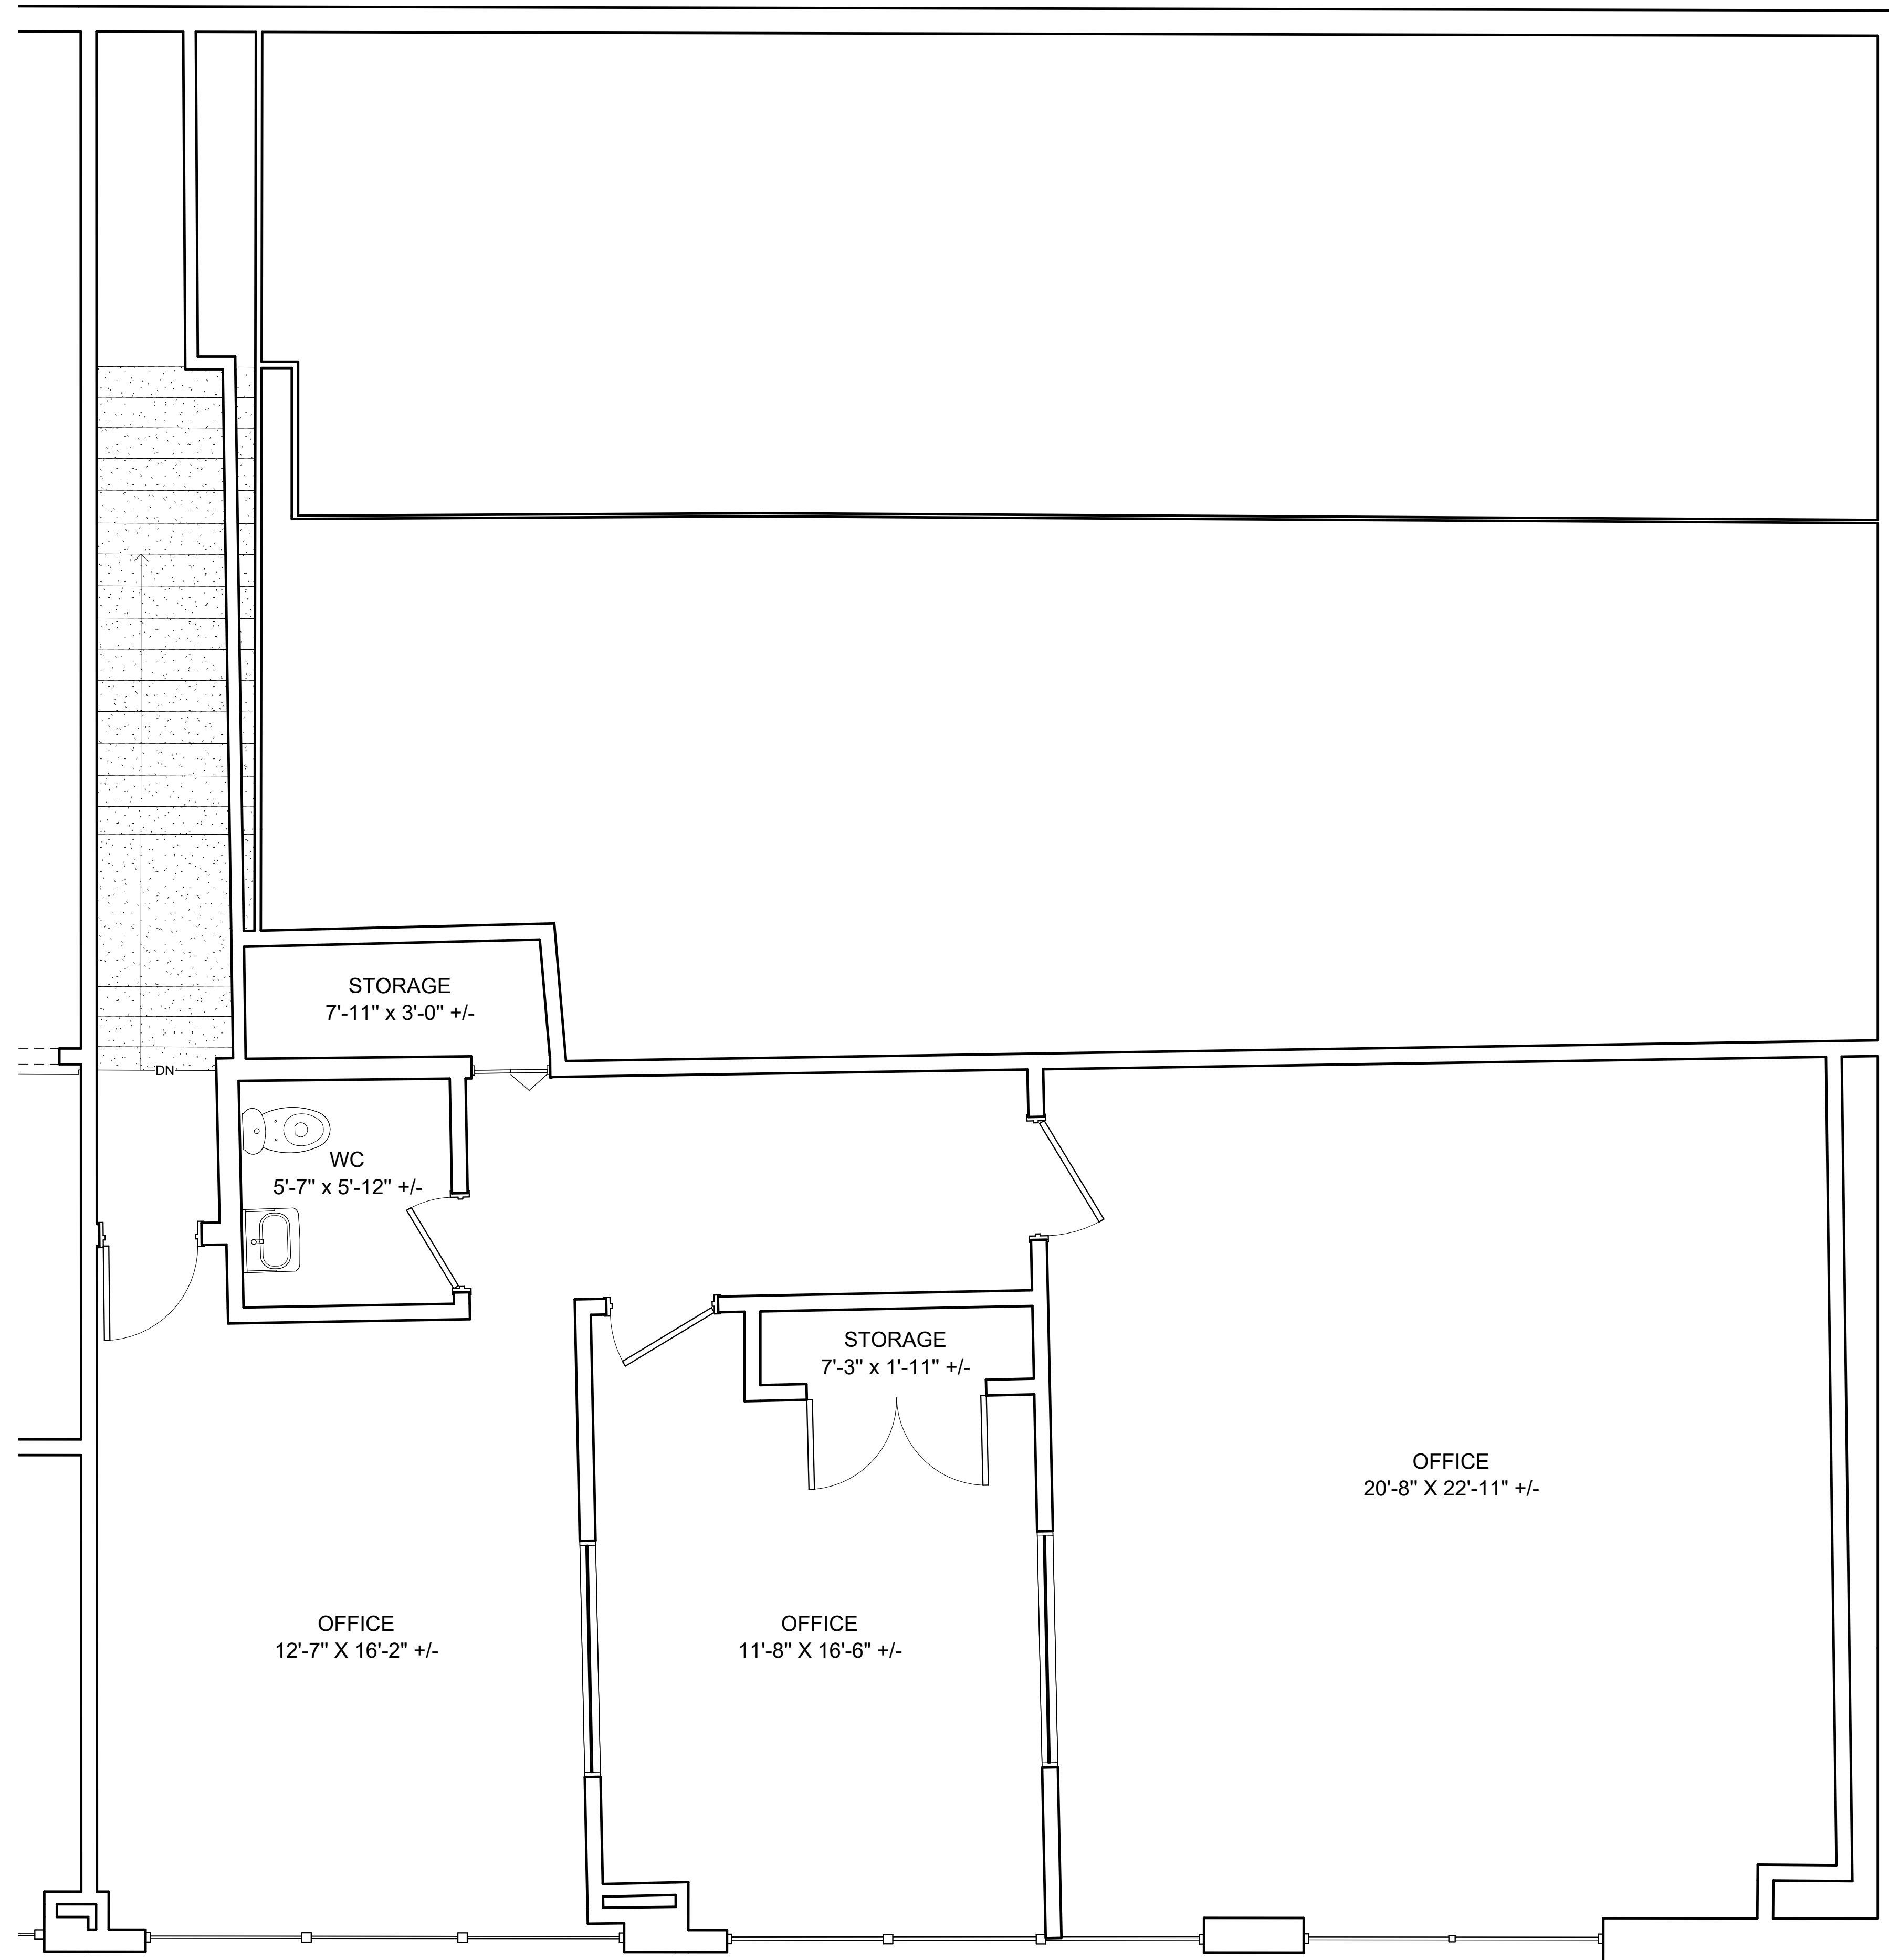 STORAGE
7'-11" x 3'-0" +/-
DN
WC
5'-7" x 5'-12" +/-
STORAGE
7'-3" x 1'-11" +/-
OFFICE
20'-8" X 22'-11" +/-
OFFICE
12'-7" X 16'-2" +/-
OFFICE
11'-8" X 16'-6" +/-